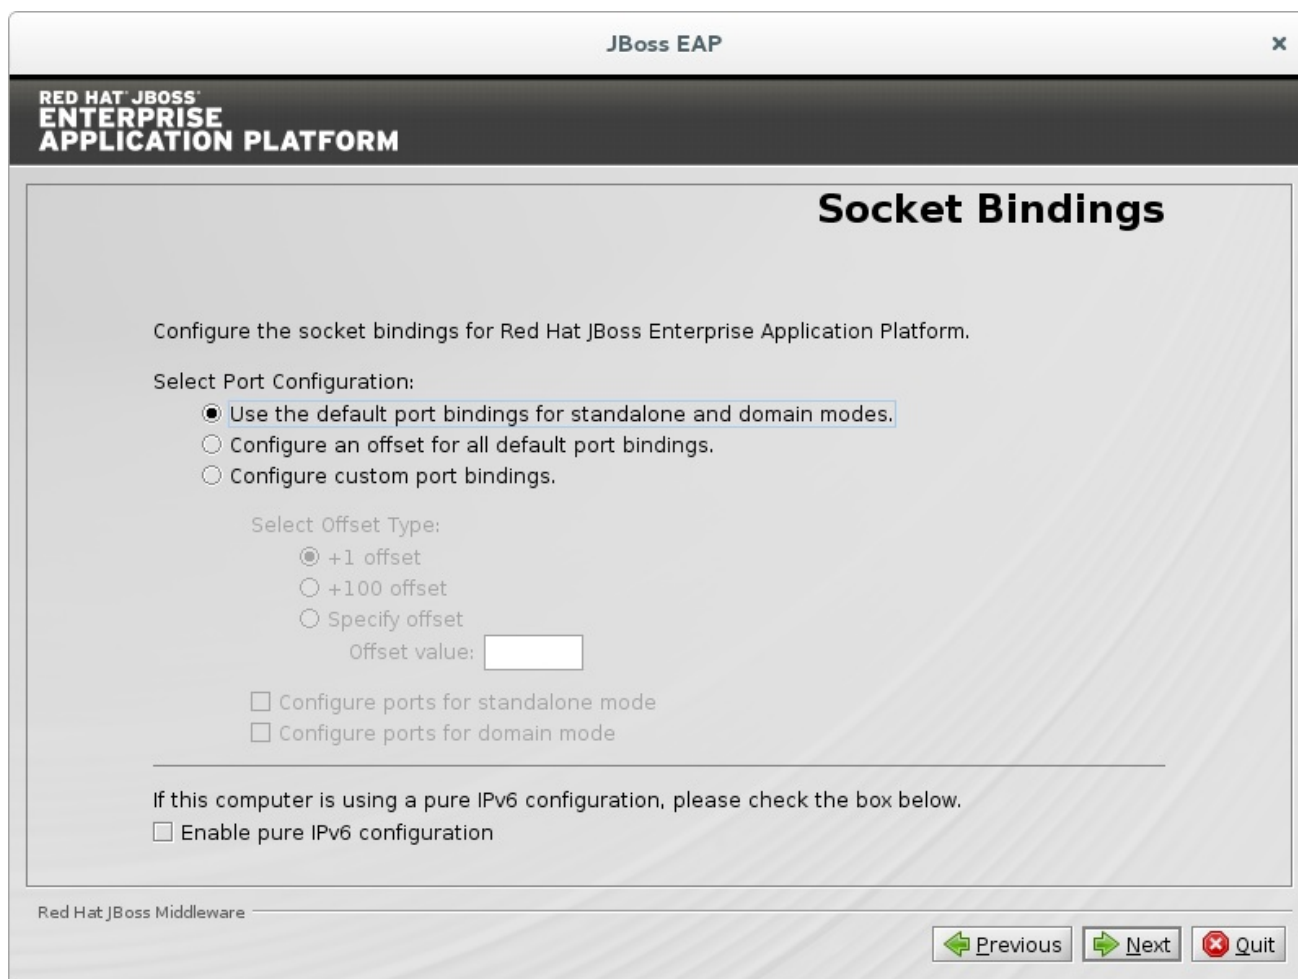 JBoss EAP
RED HAT JBOSS
ENTERPRISE
APPLICATION PLATFORM
Socket Bindings
Configure the socket bindings for Red Hat JBoss Enterprise Application Platform.
Select Port Configuration:
Use the default port bindings for standalone and domain modes.
Configure an offset for all default port bindings.
Configure custom port bindings.
Select Offset Type:
+1 offset
+100 offset
Specify offset
Offset value:
Configure ports for standalone mode
Configure ports for domain mode
If this computer is using a pure IPv6 configuration, please check the box below.
Enable pure IPv6 configuration
Red Hat JBoss Middleware
Previous Next Quit